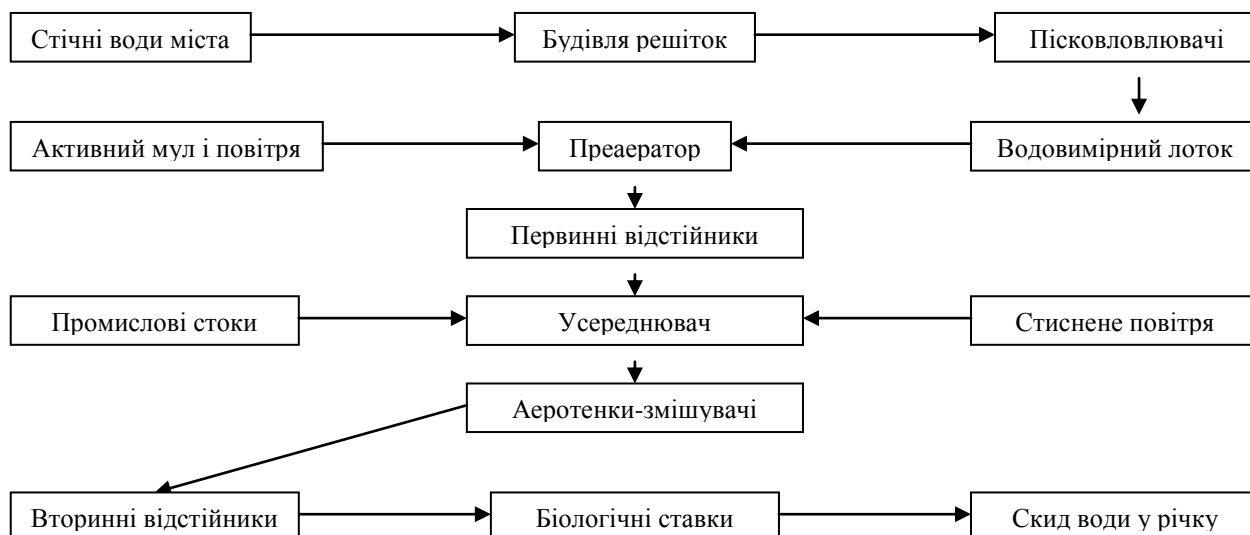 Стічні води міста
Будівля решіток
Пісковловлювачі
Активний мул і повітря
Преаератор
Водовимірний лоток
Первинні відстійники
Промислові стоки
Усереднювач
Стиснене повітря
Аеротенки-змішувачі
Вторинні відстійники
Біологічні ставки
Скид води у річку